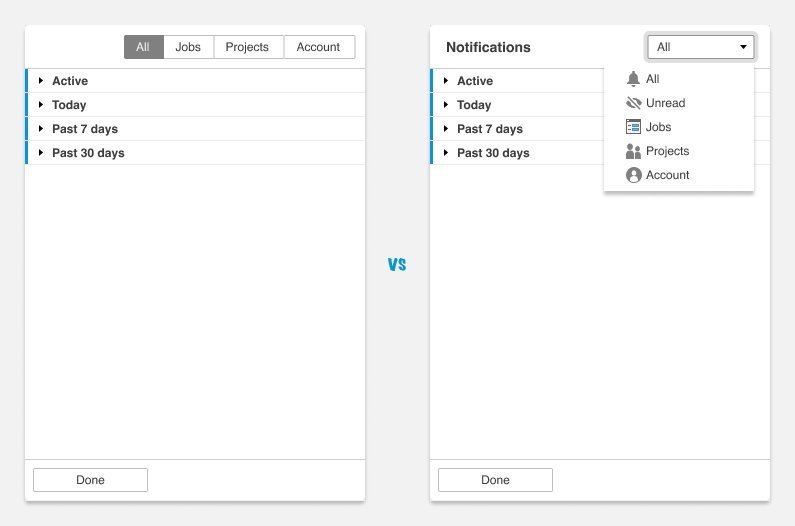 All Jobs Projects Account
Active
Today
Past 7 days
Past 30 days
Done
vs
Notifications All
Active
Today
Past 7 days
Past 30 days
All
Unread
Jobs
Projects
Account
Done